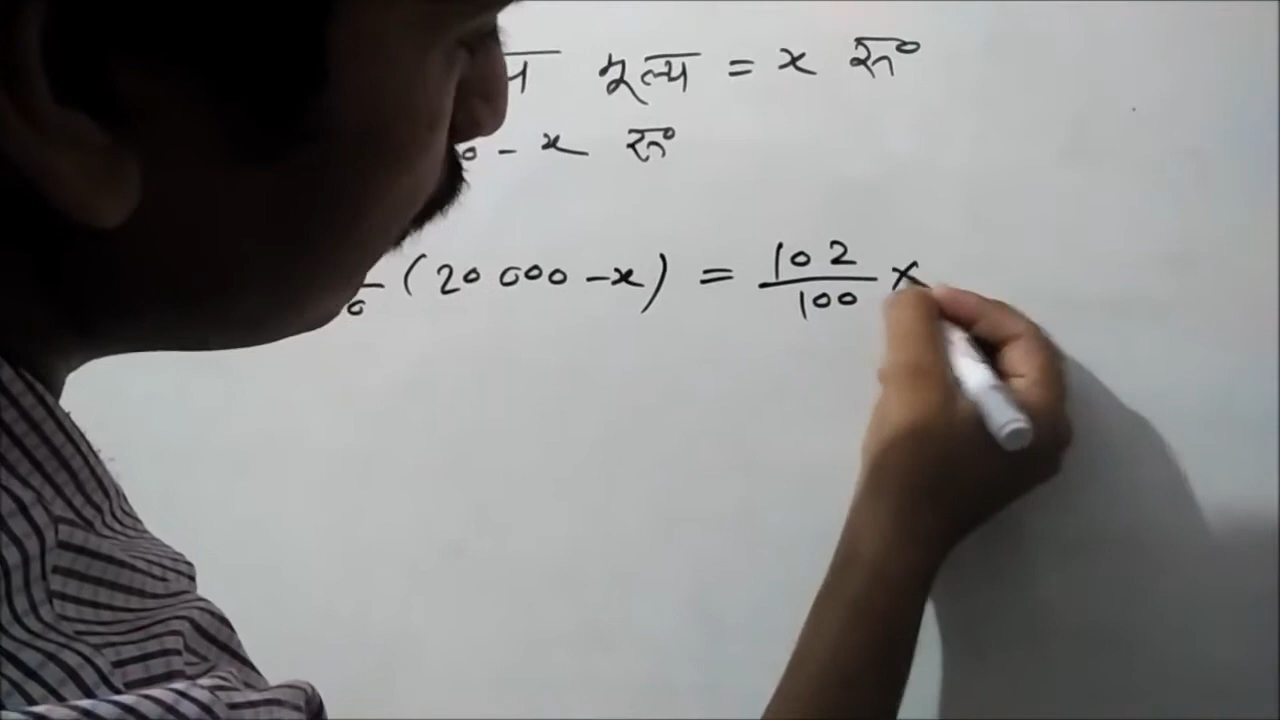 मूल्य = x रू०
- x रू०
(20000 - x) = 102/100 ×